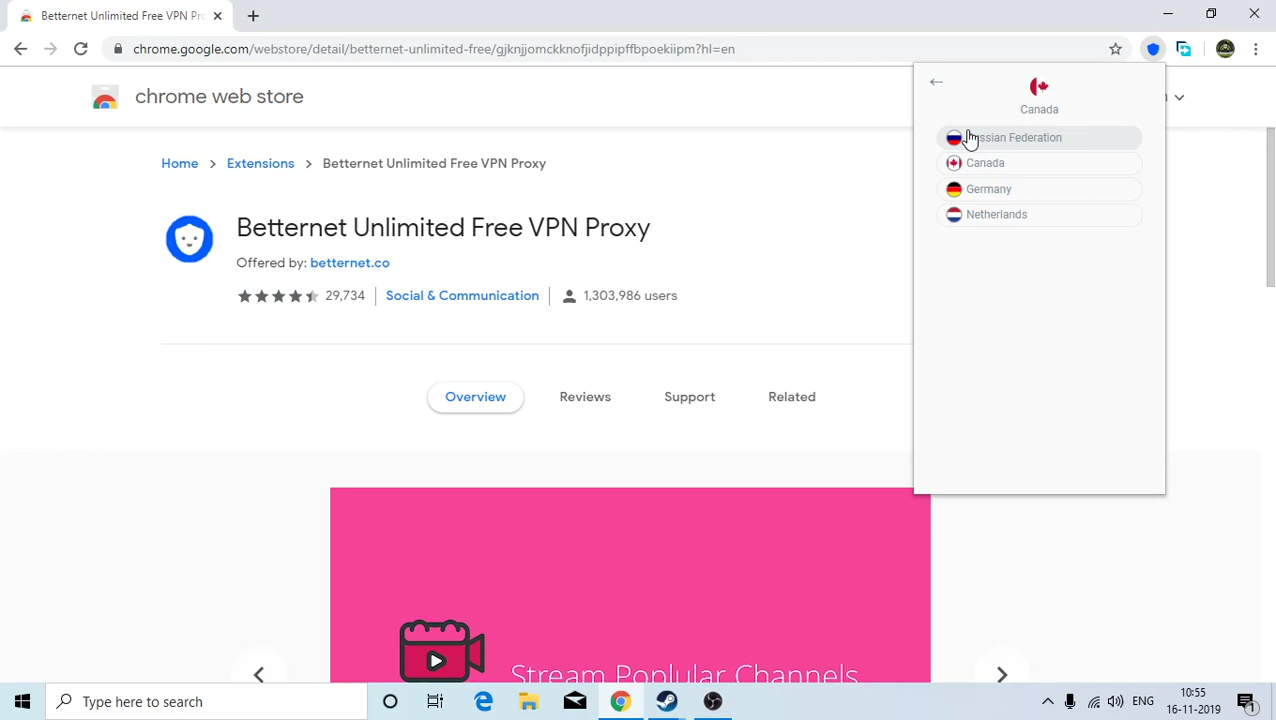 Betternet Unlimited Free VPN Pr
chrome.google.com/webstore/detail/betternet-unlimited-free/gjknjjomckknofjidppipffbpoekiipm?hl=en
chrome web store
Canada
ssian Federation
Canada
Germany
Netherlands
Home
Extensions
Betternet Unlimited Free VPN Proxy
Betternet Unlimited Free VPN Proxy
Offered by: betternet.co
29,734
Social & Communication
1,303,986 users
Overview
Reviews
Support
Related
Stream Poplular Channels
Type here to search
ENG
10:55
16-11-2019
1